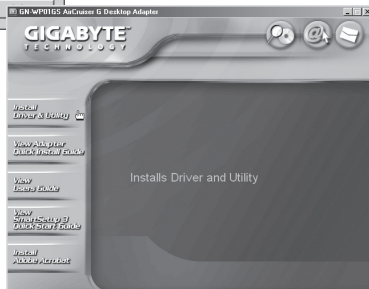 GN-WP01GS AirCruiser G Desktop Adapter
GIGABYTE™
TECHNOLOGY
Install
Driver & Utility
View Adapter
Quick Install Guide
View
Users Guide
View
SmartSetup 3
Quick Start Guide
Install
Adobe Acrobat
Installs Driver and Utility